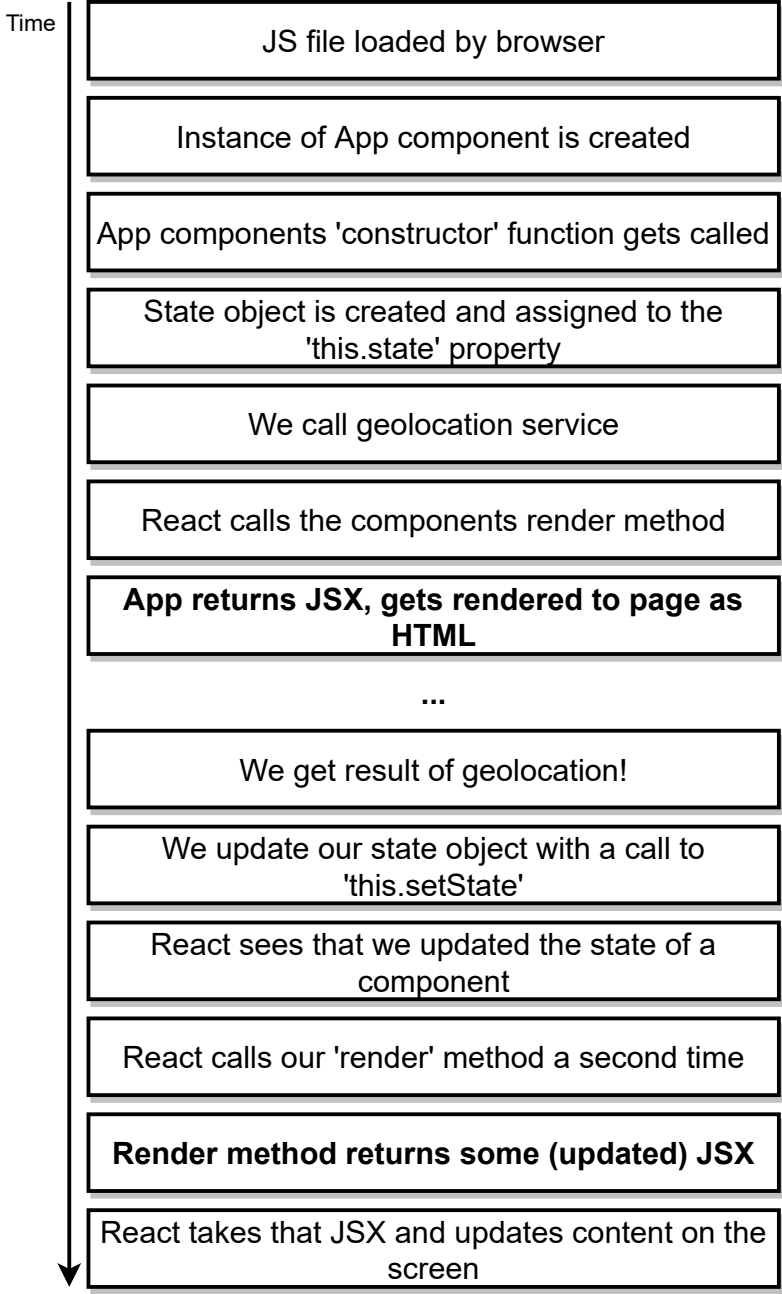 Time
JS file loaded by browser
Instance of App component is created
App components 'constructor' function gets called
State object is created and assigned to the
'this.state' property
We call geolocation service
React calls the components render method
App returns JSX, gets rendered to page as
HTML
...
We get result of geolocation!
We update our state object with a call to
'this.setState'
React sees that we updated the state of a
component
React calls our 'render' method a second time
Render method returns some (updated) JSX
React takes that JSX and updates content on the
screen